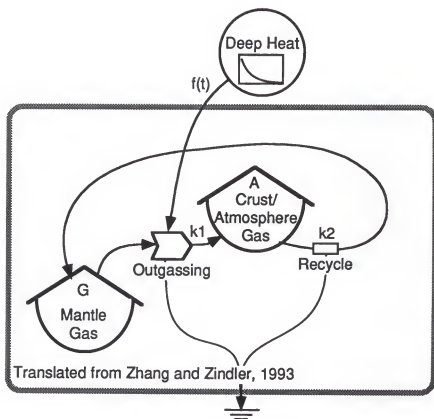 Deep Heat
f(t)
A
Crust/
Atmosphere
Gas
k1
k2
Outgassing
Recycle
G
Mantle
Gas
Translated from Zhang and Zindler, 1993